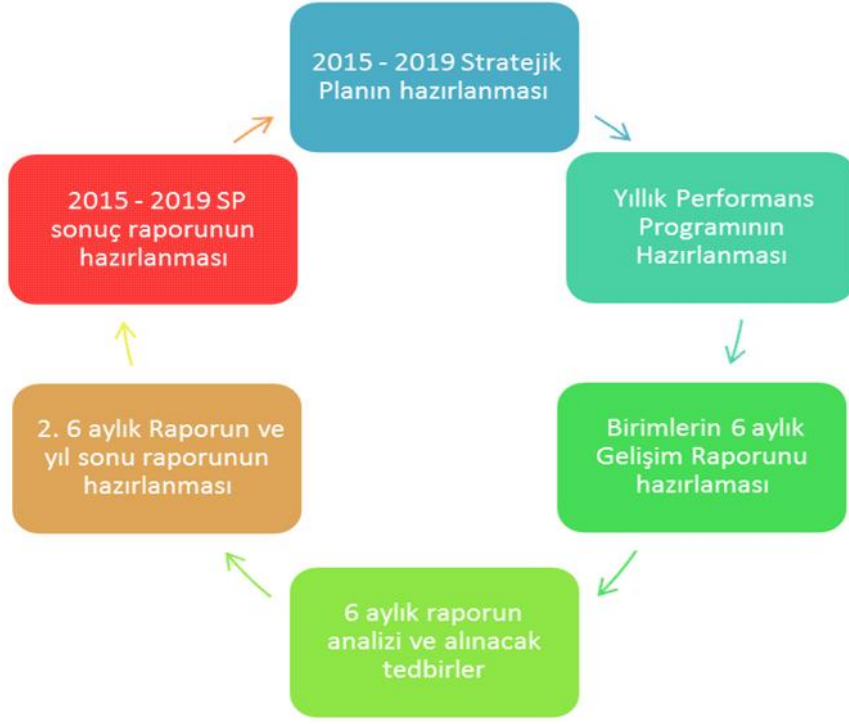 2015 - 2019 Stratejik
Planın hazırlanması
Yıllık Performans
Programının
Hazırlanması
Birimlerin 6 aylık
Gelişim Raporunu
hazırlaması
6 aylık raporun
analizi ve alınacak
tedbirler
2. 6 aylık Raporun ve
yıl sonu raporunun
hazırlanması
2015 - 2019 SP
sonuç raporunun
hazırlanması